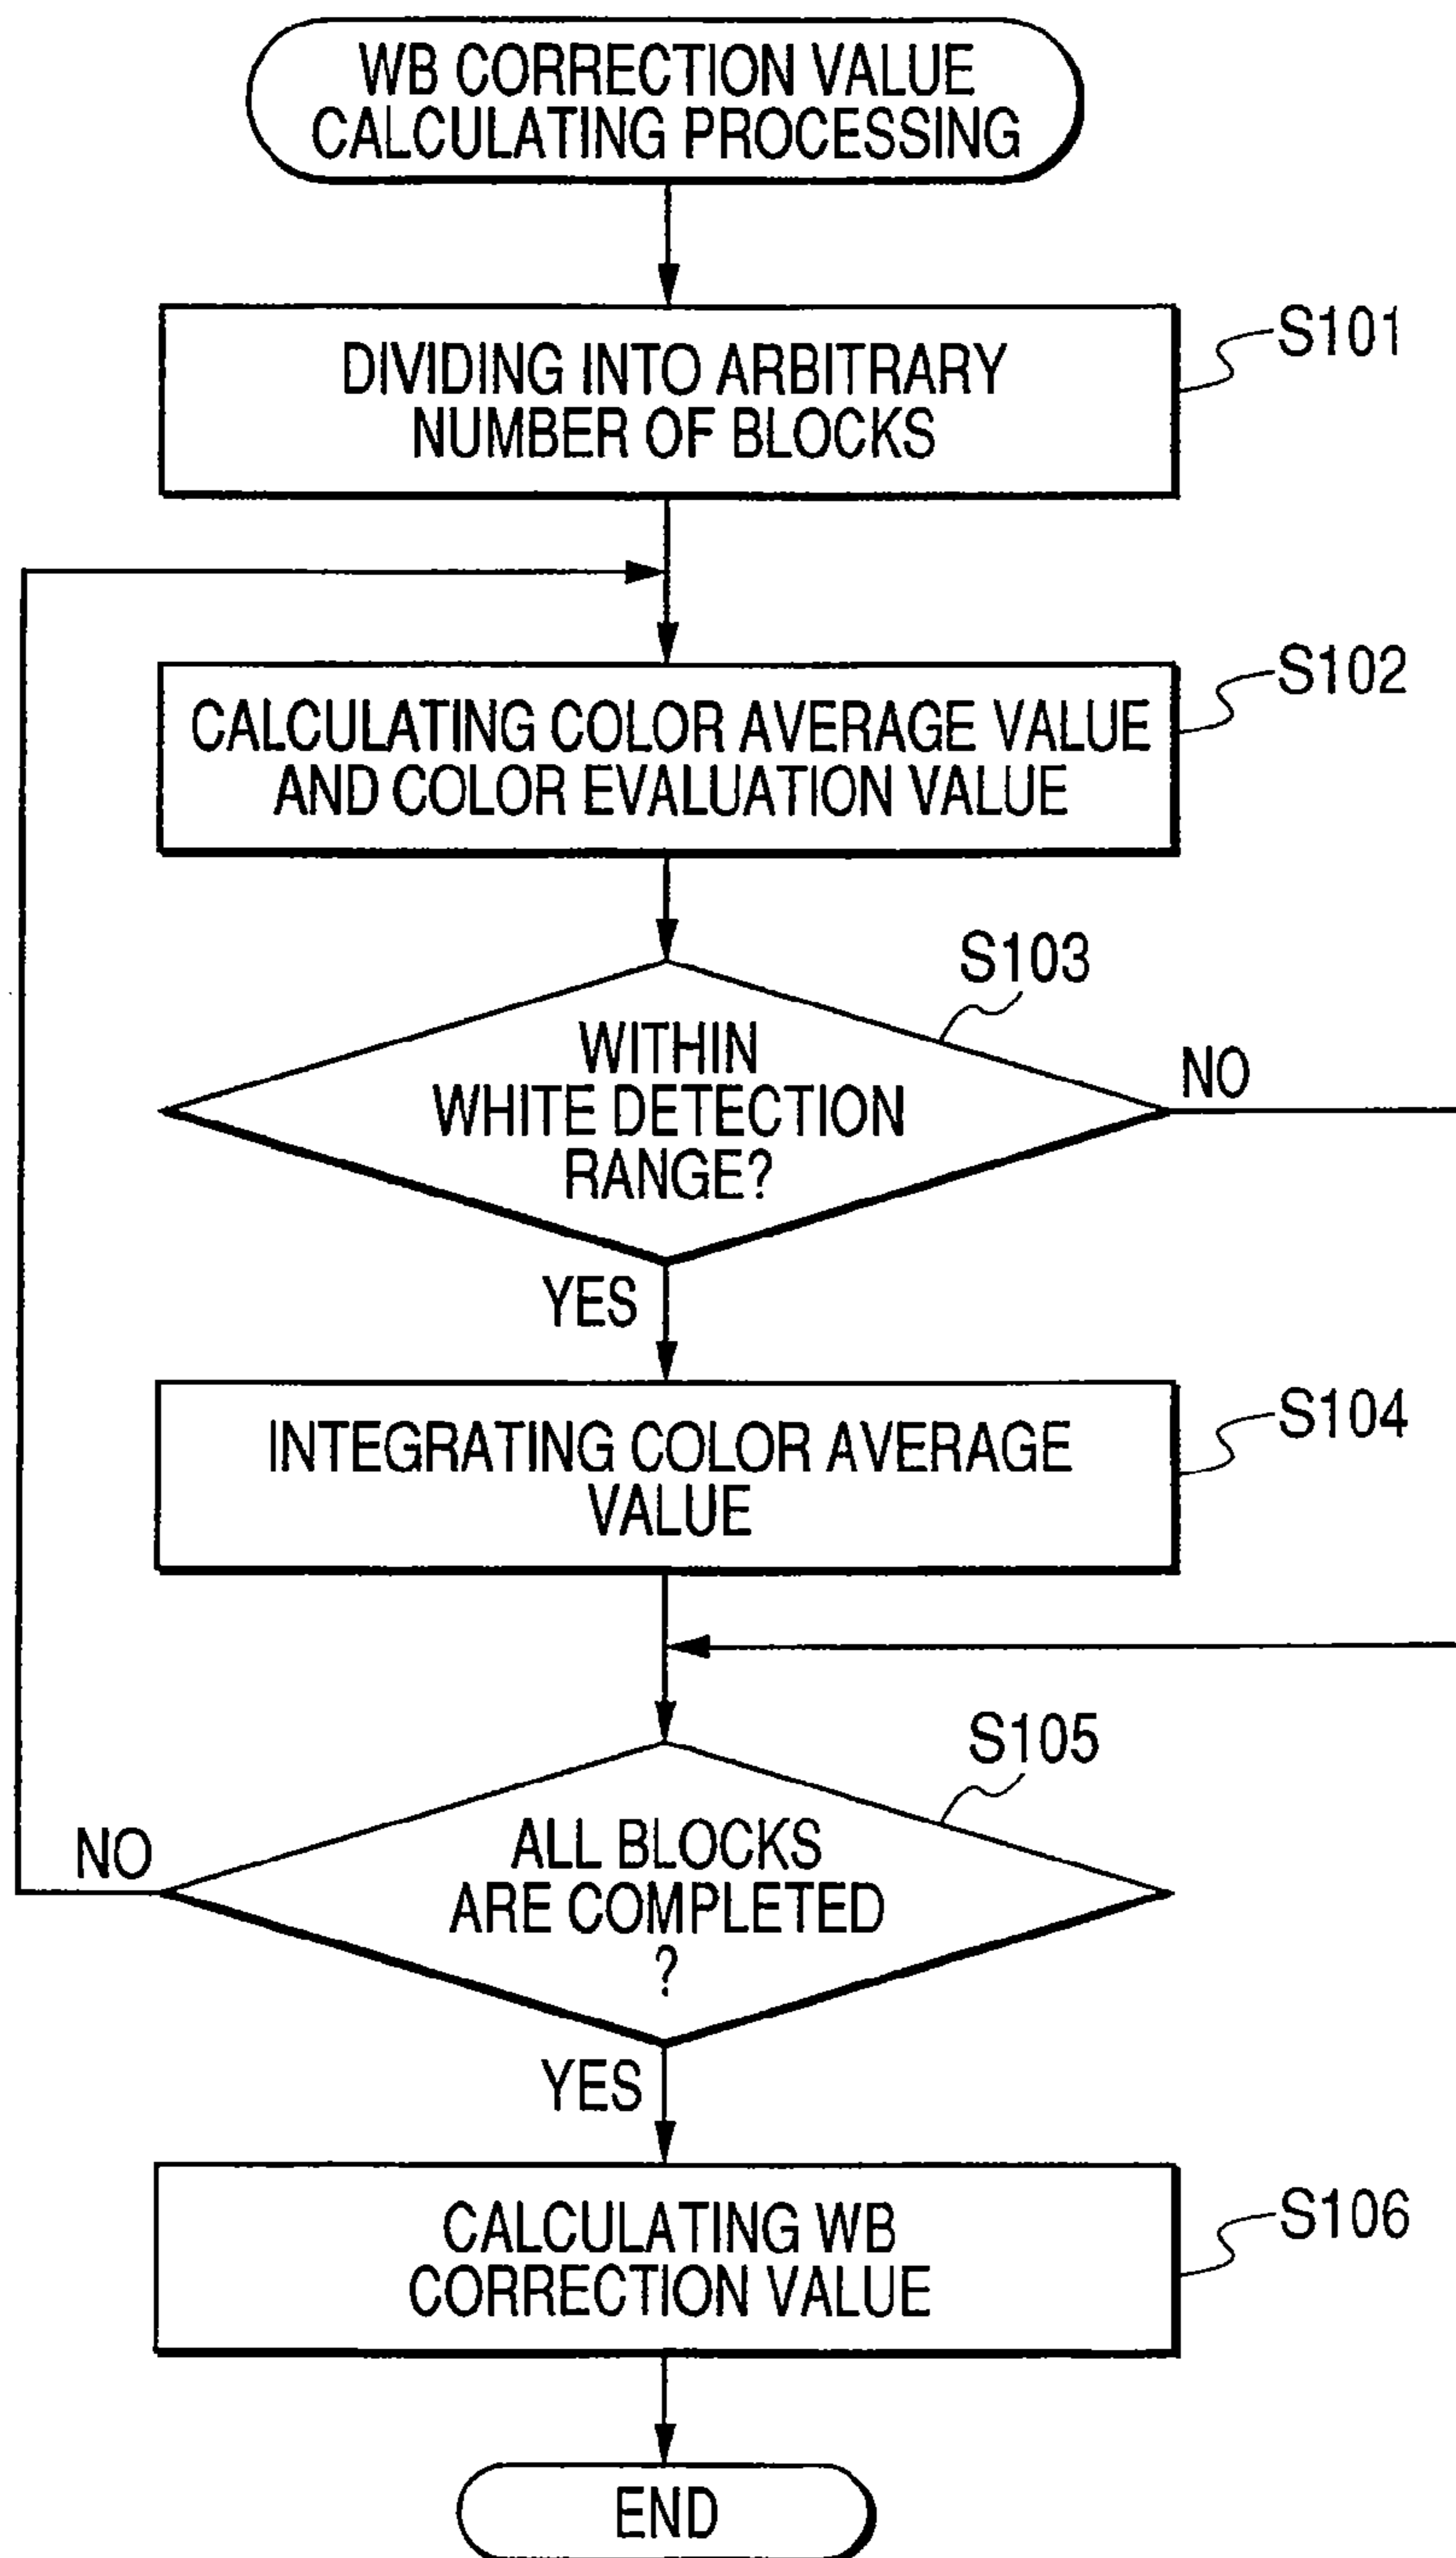 WB CORRECTION VALUE
CALCULATING PROCESSING
DIVIDING INTO ARBITRARY
NUMBER OF BLOCKS
S101
CALCULATING COLOR AVERAGE VALUE
AND COLOR EVALUATION VALUE
S102
S103
WITHIN
WHITE DETECTION
RANGE?
NO
YES
INTEGRATING COLOR AVERAGE
VALUE
S104
S105
ALL BLOCKS
ARE COMPLETED
?
NO
YES
CALCULATING WB
CORRECTION VALUE
S106
END